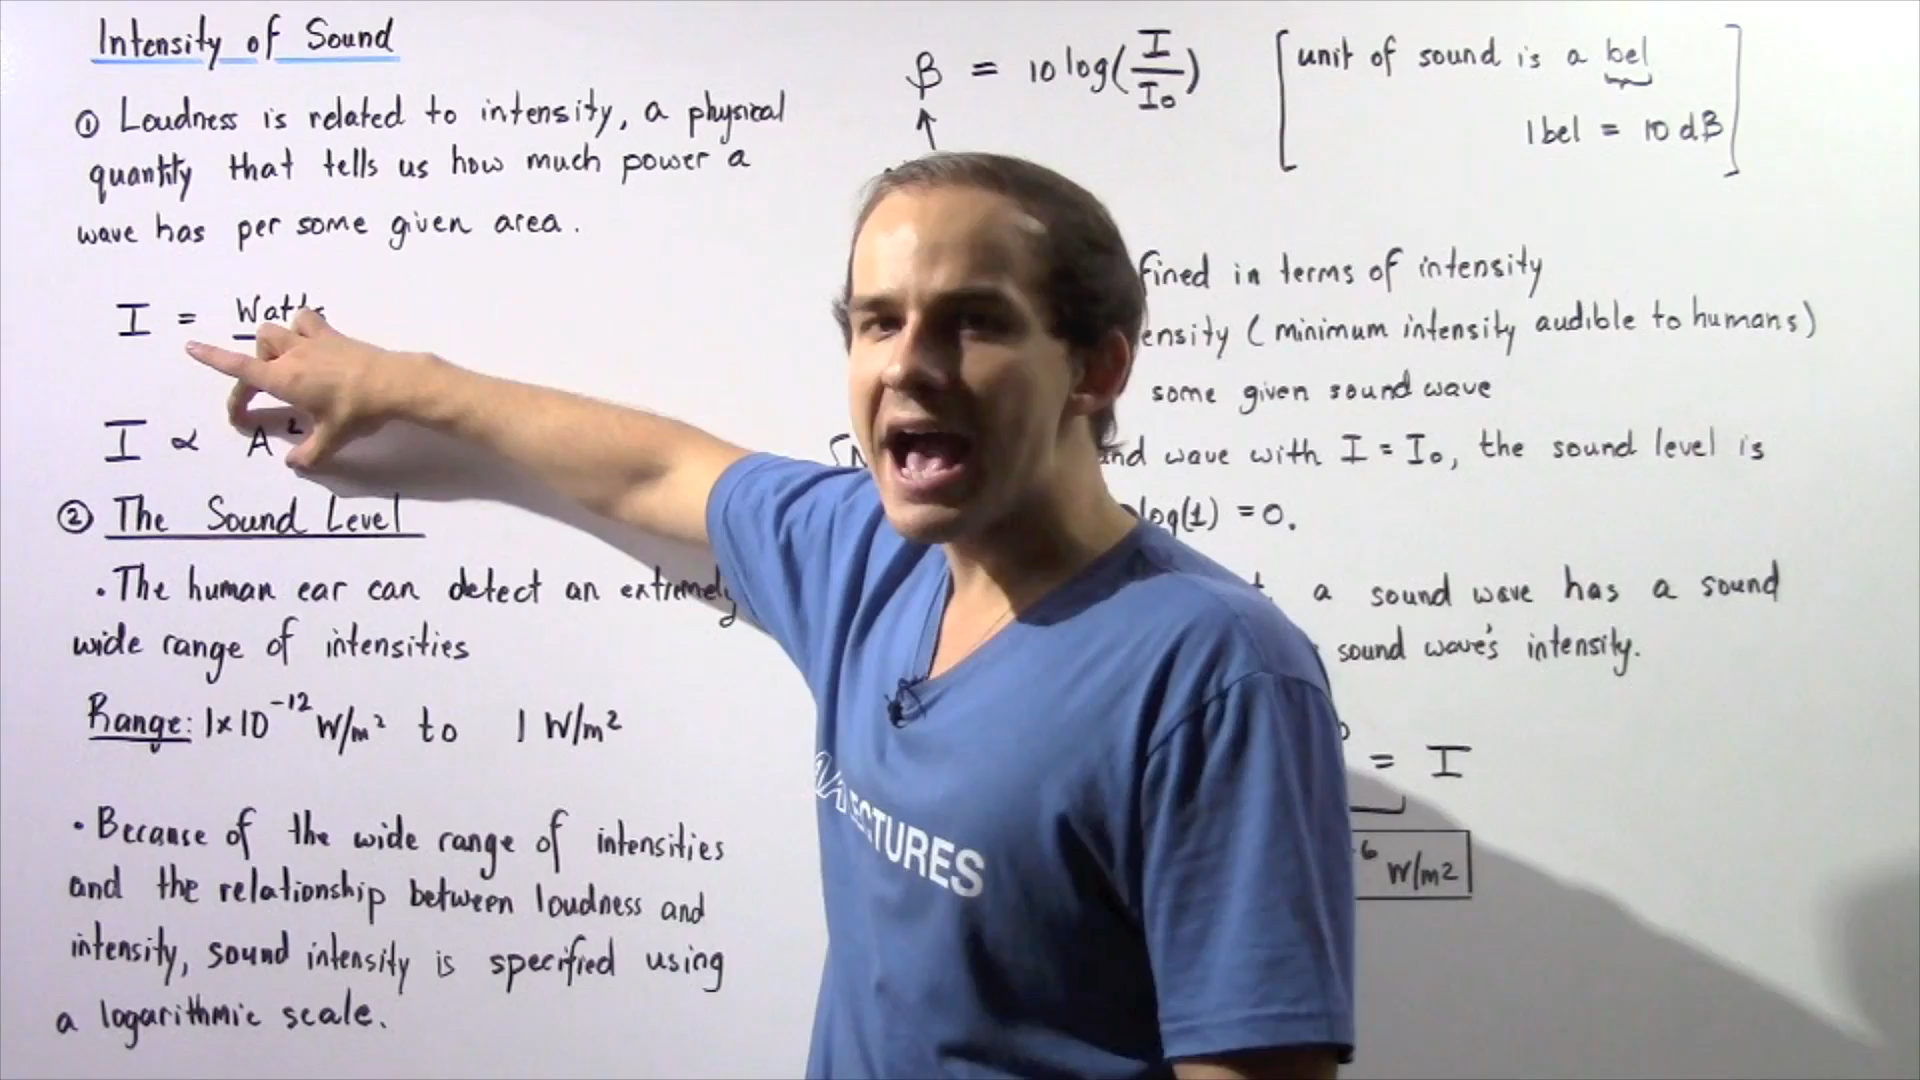 Intensity of Sound
① Loudness is related to intensity, a physical
quantity that tells us how much power a
wave has per some given area.
I = Watts
I ∝ A²
② The Sound Level
• The human ear can detect an extremely
wide range of intensities
Range: 1×10⁻¹² W/m² to 1 W/m²
• Because of the wide range of intensities
and the relationship between loudness and
intensity, sound intensity is specified using
a logarithmic scale.
β = 10 log(I/I₀)
[unit of sound is a bel
1 bel = 10 dB]
fined in terms of intensity
ensity (minimum intensity audible to humans)
some given sound wave
and wave with I = I₀, the sound level is
log(1) = 0.
a sound wave has a sound
sound wave's intensity.
= I
⁻⁶ W/m2
ECTURES